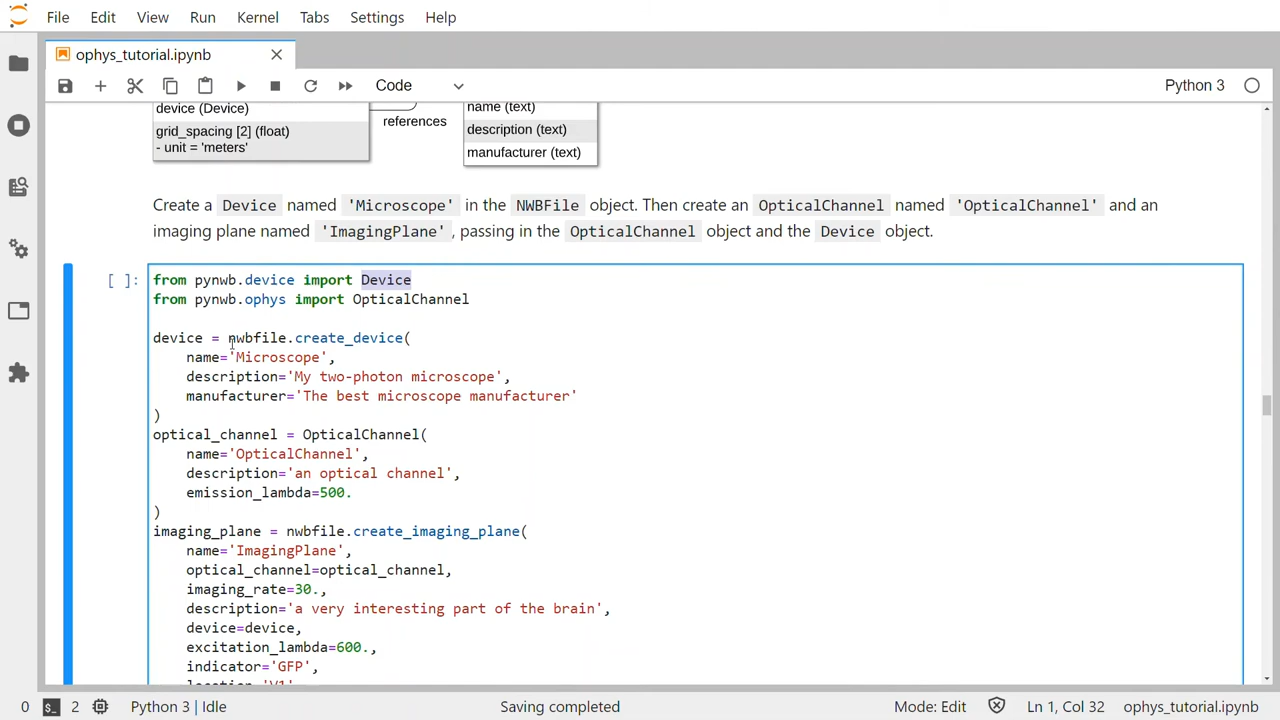 File Edit View Run Kernel Tabs Settings Help
ophys_tutorial.ipynb
Code
Python 3
device (Device)
grid_spacing [2] (float)
- unit = 'meters'
references
name (text)
description (text)
manufacturer (text)
Create a Device named 'Microscope' in the NWBFile object. Then create an OpticalChannel named 'OpticalChannel' and an
imaging plane named 'ImagingPlane', passing in the OpticalChannel object and the Device object.
[ ]:
from pynwb.device import Device
from pynwb.ophys import OpticalChannel
device = nwbfile.create_device(
name='Microscope',
description='My two-photon microscope',
manufacturer='The best microscope manufacturer'
)
optical_channel = OpticalChannel(
name='OpticalChannel',
description='an optical channel',
emission_lambda=500.
)
imaging_plane = nwbfile.create_imaging_plane(
name='ImagingPlane',
optical_channel=optical_channel,
imaging_rate=30.,
description='a very interesting part of the brain',
device=device,
excitation_lambda=600.,
indicator='GFP',
location='V1'
0 $_ 2 Python 3 | Idle Saving completed Mode: Edit Ln 1, Col 32 ophys_tutorial.ipynb